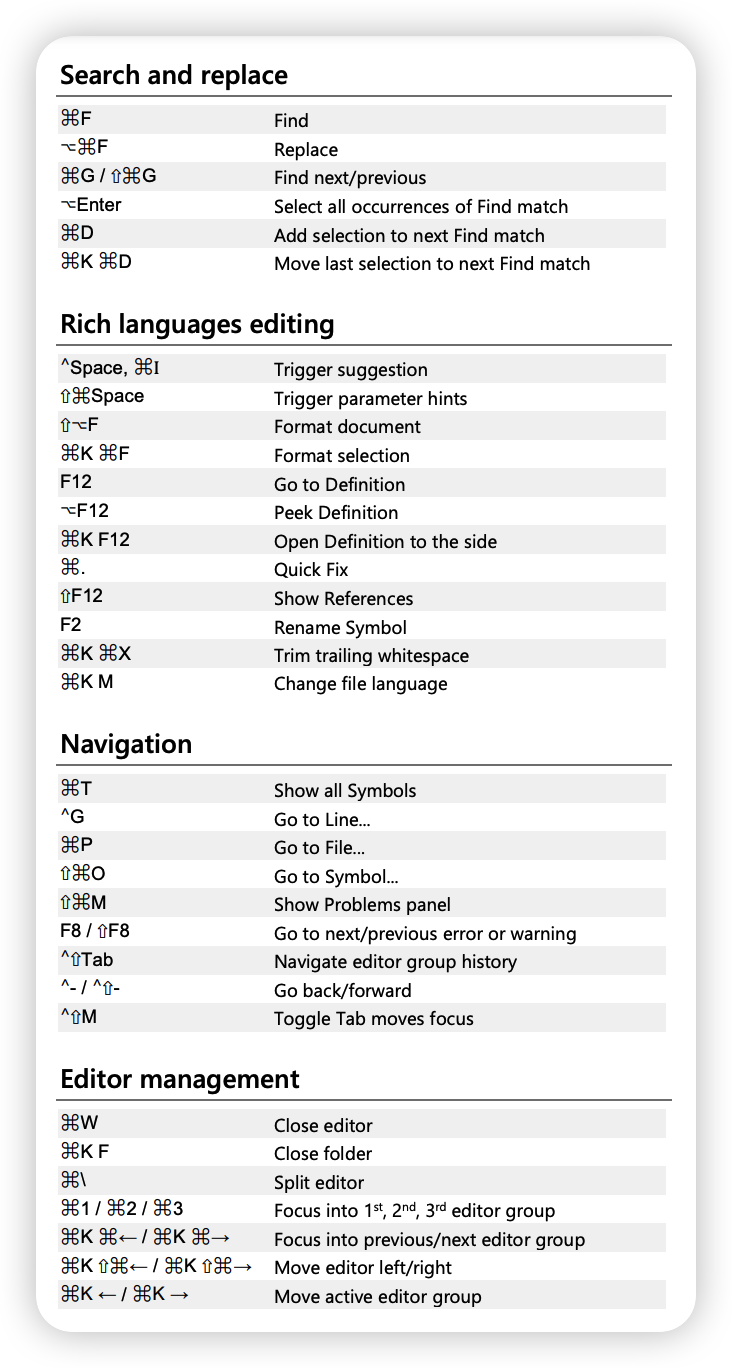 Search and replace
⌘F Find
⌥⌘F Replace
⌘G / ⇧⌘G Find next/previous
⌥Enter Select all occurrences of Find match
⌘D Add selection to next Find match
⌘K ⌘D Move last selection to next Find match
Rich languages editing
^Space, ⌘I Trigger suggestion
⇧⌘Space Trigger parameter hints
⇧⌥F Format document
⌘K ⌘F Format selection
F12 Go to Definition
⌥F12 Peek Definition
⌘K F12 Open Definition to the side
⌘. Quick Fix
⇧F12 Show References
F2 Rename Symbol
⌘K ⌘X Trim trailing whitespace
⌘K M Change file language
Navigation
⌘T Show all Symbols
^G Go to Line...
⌘P Go to File...
⇧⌘O Go to Symbol...
⇧⌘M Show Problems panel
F8 / ⇧F8 Go to next/previous error or warning
^⇧Tab Navigate editor group history
^- / ^⇧- Go back/forward
^⇧M Toggle Tab moves focus
Editor management
⌘W Close editor
⌘K F Close folder
⌘\ Split editor
⌘1 / ⌘2 / ⌘3 Focus into 1st, 2nd, 3rd editor group
⌘K ⌘← / ⌘K ⌘→ Focus into previous/next editor group
⌘K ⇧⌘← / ⌘K ⇧⌘→ Move editor left/right
⌘K ← / ⌘K → Move active editor group